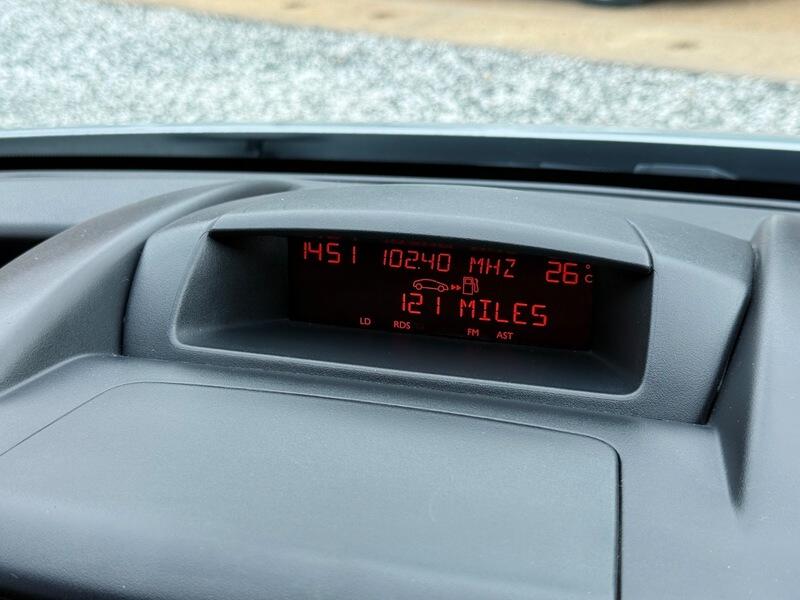 1451 102.40 MHZ 26°C
121 MILES
LD RDS FM AST